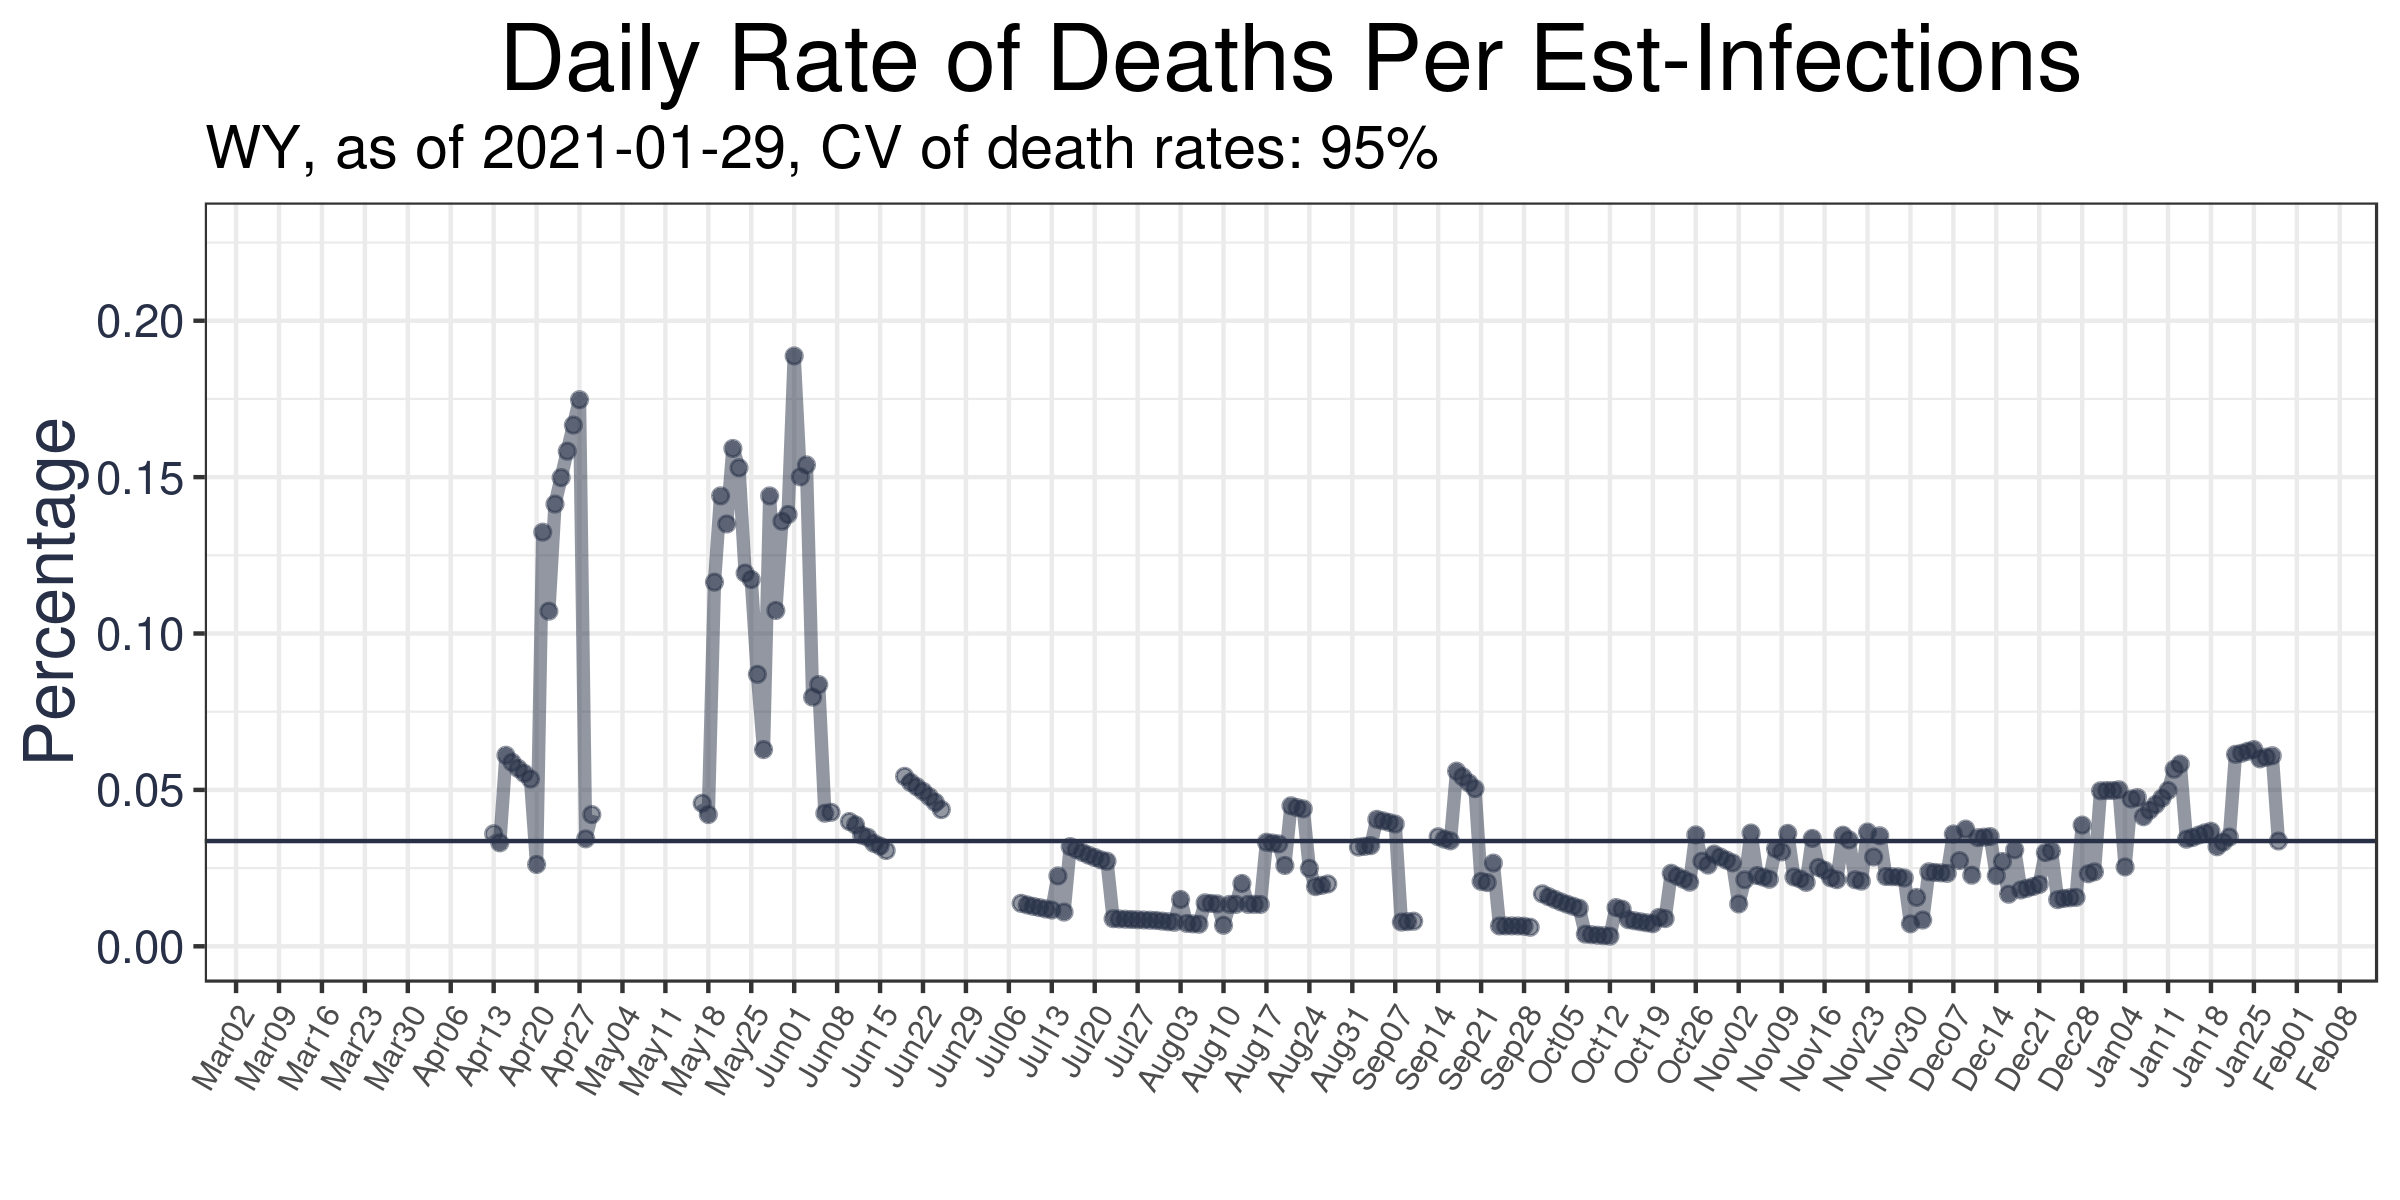 Daily Rate of Deaths Per Est-Infections
WY, as of 2021-01-29, CV of death rates: 95%
Percentage
0.20
0.15
0.10
0.05
0.00
Mar02
Mar09
Mar16
Mar23
Mar30
Apr06
Apr13
Apr20
Apr27
May04
May11
May18
May25
Jun01
Jun08
Jun15
Jun22
Jun29
Jul06
Jul13
Jul20
Jul27
Aug03
Aug10
Aug17
Aug24
Aug31
Sep07
Sep14
Sep21
Sep28
Oct05
Oct12
Oct19
Oct26
Nov02
Nov09
Nov16
Nov23
Nov30
Dec07
Dec14
Dec21
Dec28
Jan04
Jan11
Jan18
Jan25
Feb01
Feb08